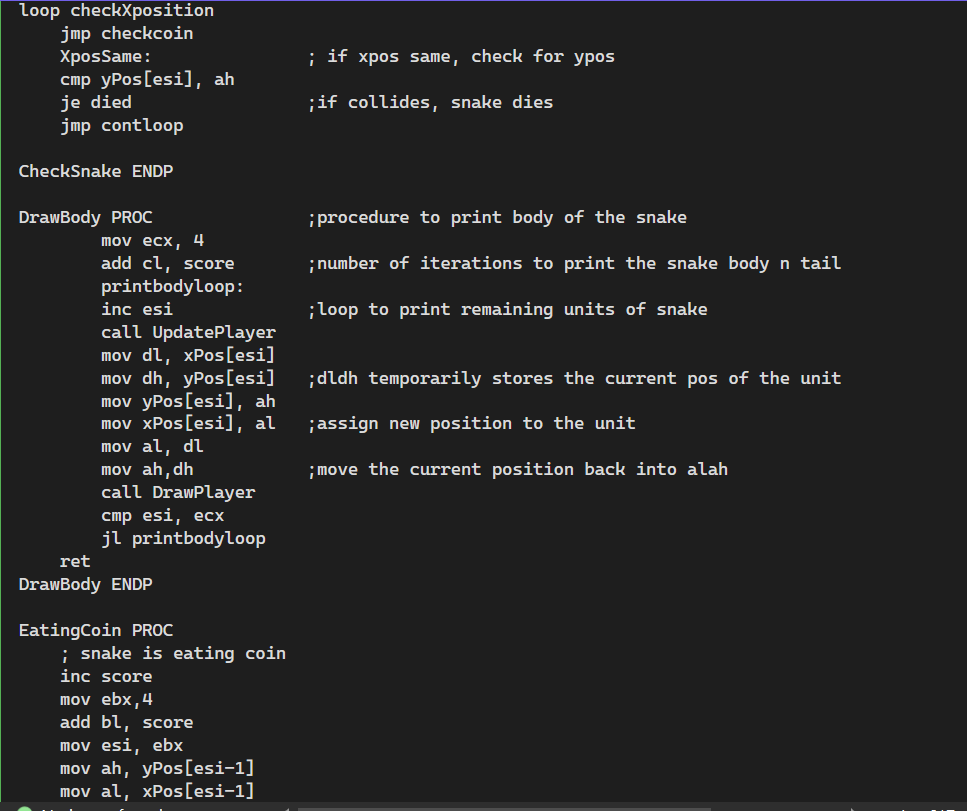 loop checkXposition
jmp checkcoin
XposSame: ; if xpos same, check for ypos
cmp yPos[esi], ah
je died ;if collides, snake dies
jmp contloop
CheckSnake ENDP
DrawBody PROC ;procedure to print body of the snake
mov ecx, 4
add cl, score ;number of iterations to print the snake body n tail
printbodyloop:
inc esi ;loop to print remaining units of snake
call UpdatePlayer
mov dl, xPos[esi]
mov dh, yPos[esi] ;dldh temporarily stores the current pos of the unit
mov yPos[esi], ah
mov xPos[esi], al ;assign new position to the unit
mov al, dl
mov ah,dh ;move the current position back into alah
call DrawPlayer
cmp esi, ecx
jl printbodyloop
ret
DrawBody ENDP
EatingCoin PROC
; snake is eating coin
inc score
mov ebx,4
add bl, score
mov esi, ebx
mov ah, yPos[esi-1]
mov al, xPos[esi-1]